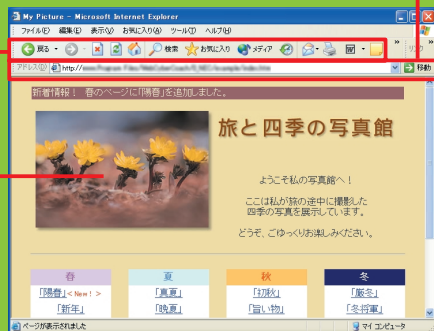 My Picture - Microsoft Internet Explorer
ファイル(F) 編集(E) 表示(V) お気に入り(A) ツール(T) ヘルプ(H)
戻る 検索 お気に入り メディア
アドレス(D) http:// 移動
新着情報！ 春のページに「陽春」を追加しました。
旅と四季の写真館
ようこそ私の写真館へ！
ここは私が旅の途中に撮影した
四季の写真を展示しています。
どうぞ、ごゆっくりお楽しみください。
春 夏 秋 冬
「陽春」< New！> 「真夏」 「初秋」 「厳冬」
「新年」 「晩夏」 「旨い物」 「冬将軍」
ページが表示されました マイ コンピュータ